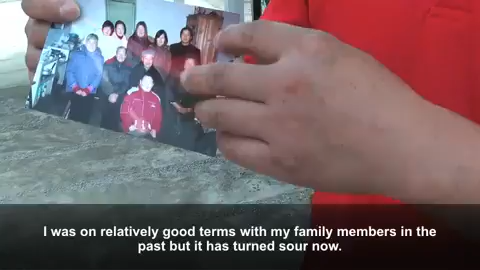 I was on relatively good terms with my family members in the
past but it has turned sour now.